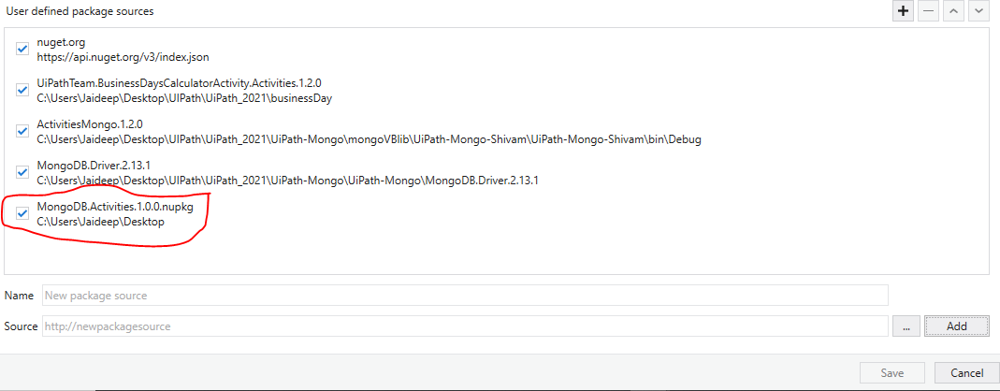 User defined package sources
nuget.org
https://api.nuget.org/v3/index.json
UiPathTeam.BusinessDaysCalculatorActivity.Activities.1.2.0
C:\Users\Jaideep\Desktop\UIPath\UiPath_2021\businessDay
ActivitiesMongo.1.2.0
C:\Users\Jaideep\Desktop\UIPath\UiPath_2021\UiPath-Mongo\mongoVBlib\UiPath-Mongo-Shivam\UiPath-Mongo-Shivam\bin\Debug
MongoDB.Driver.2.13.1
C:\Users\Jaideep\Desktop\UIPath\UiPath_2021\UiPath-Mongo\UiPath-Mongo\MongoDB.Driver.2.13.1
MongoDB.Activities.1.0.0.nupkg
C:\Users\Jaideep\Desktop
Name New package source
Source http://newpackagesource ... Add
Save Cancel